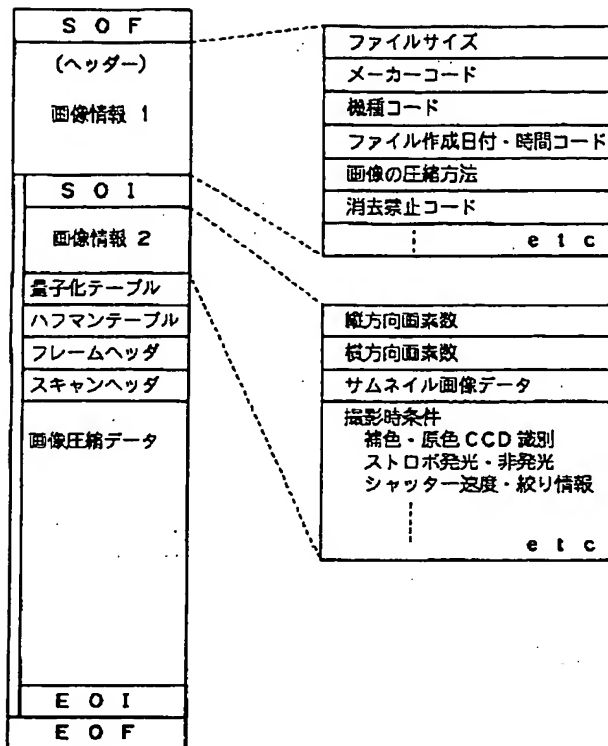 S O F
(ヘッダー)
画像情報 1
S O I
画像情報 2
量子化テーブル
ハフマンテーブル
フレームヘッダ
スキャンヘッダ
画像圧縮データ
E O I
E O F
ファイルサイズ
メーカーコード
機種コード
ファイル作成日付・時間コード
画像の圧縮方法
消去禁止コード
e t c
縦方向画素数
横方向画素数
サムネイル画像データ
撮影時条件
補色・原色 CCD 識別
ストロボ発光・非発光
シャッター速度・絞り情報
e t c